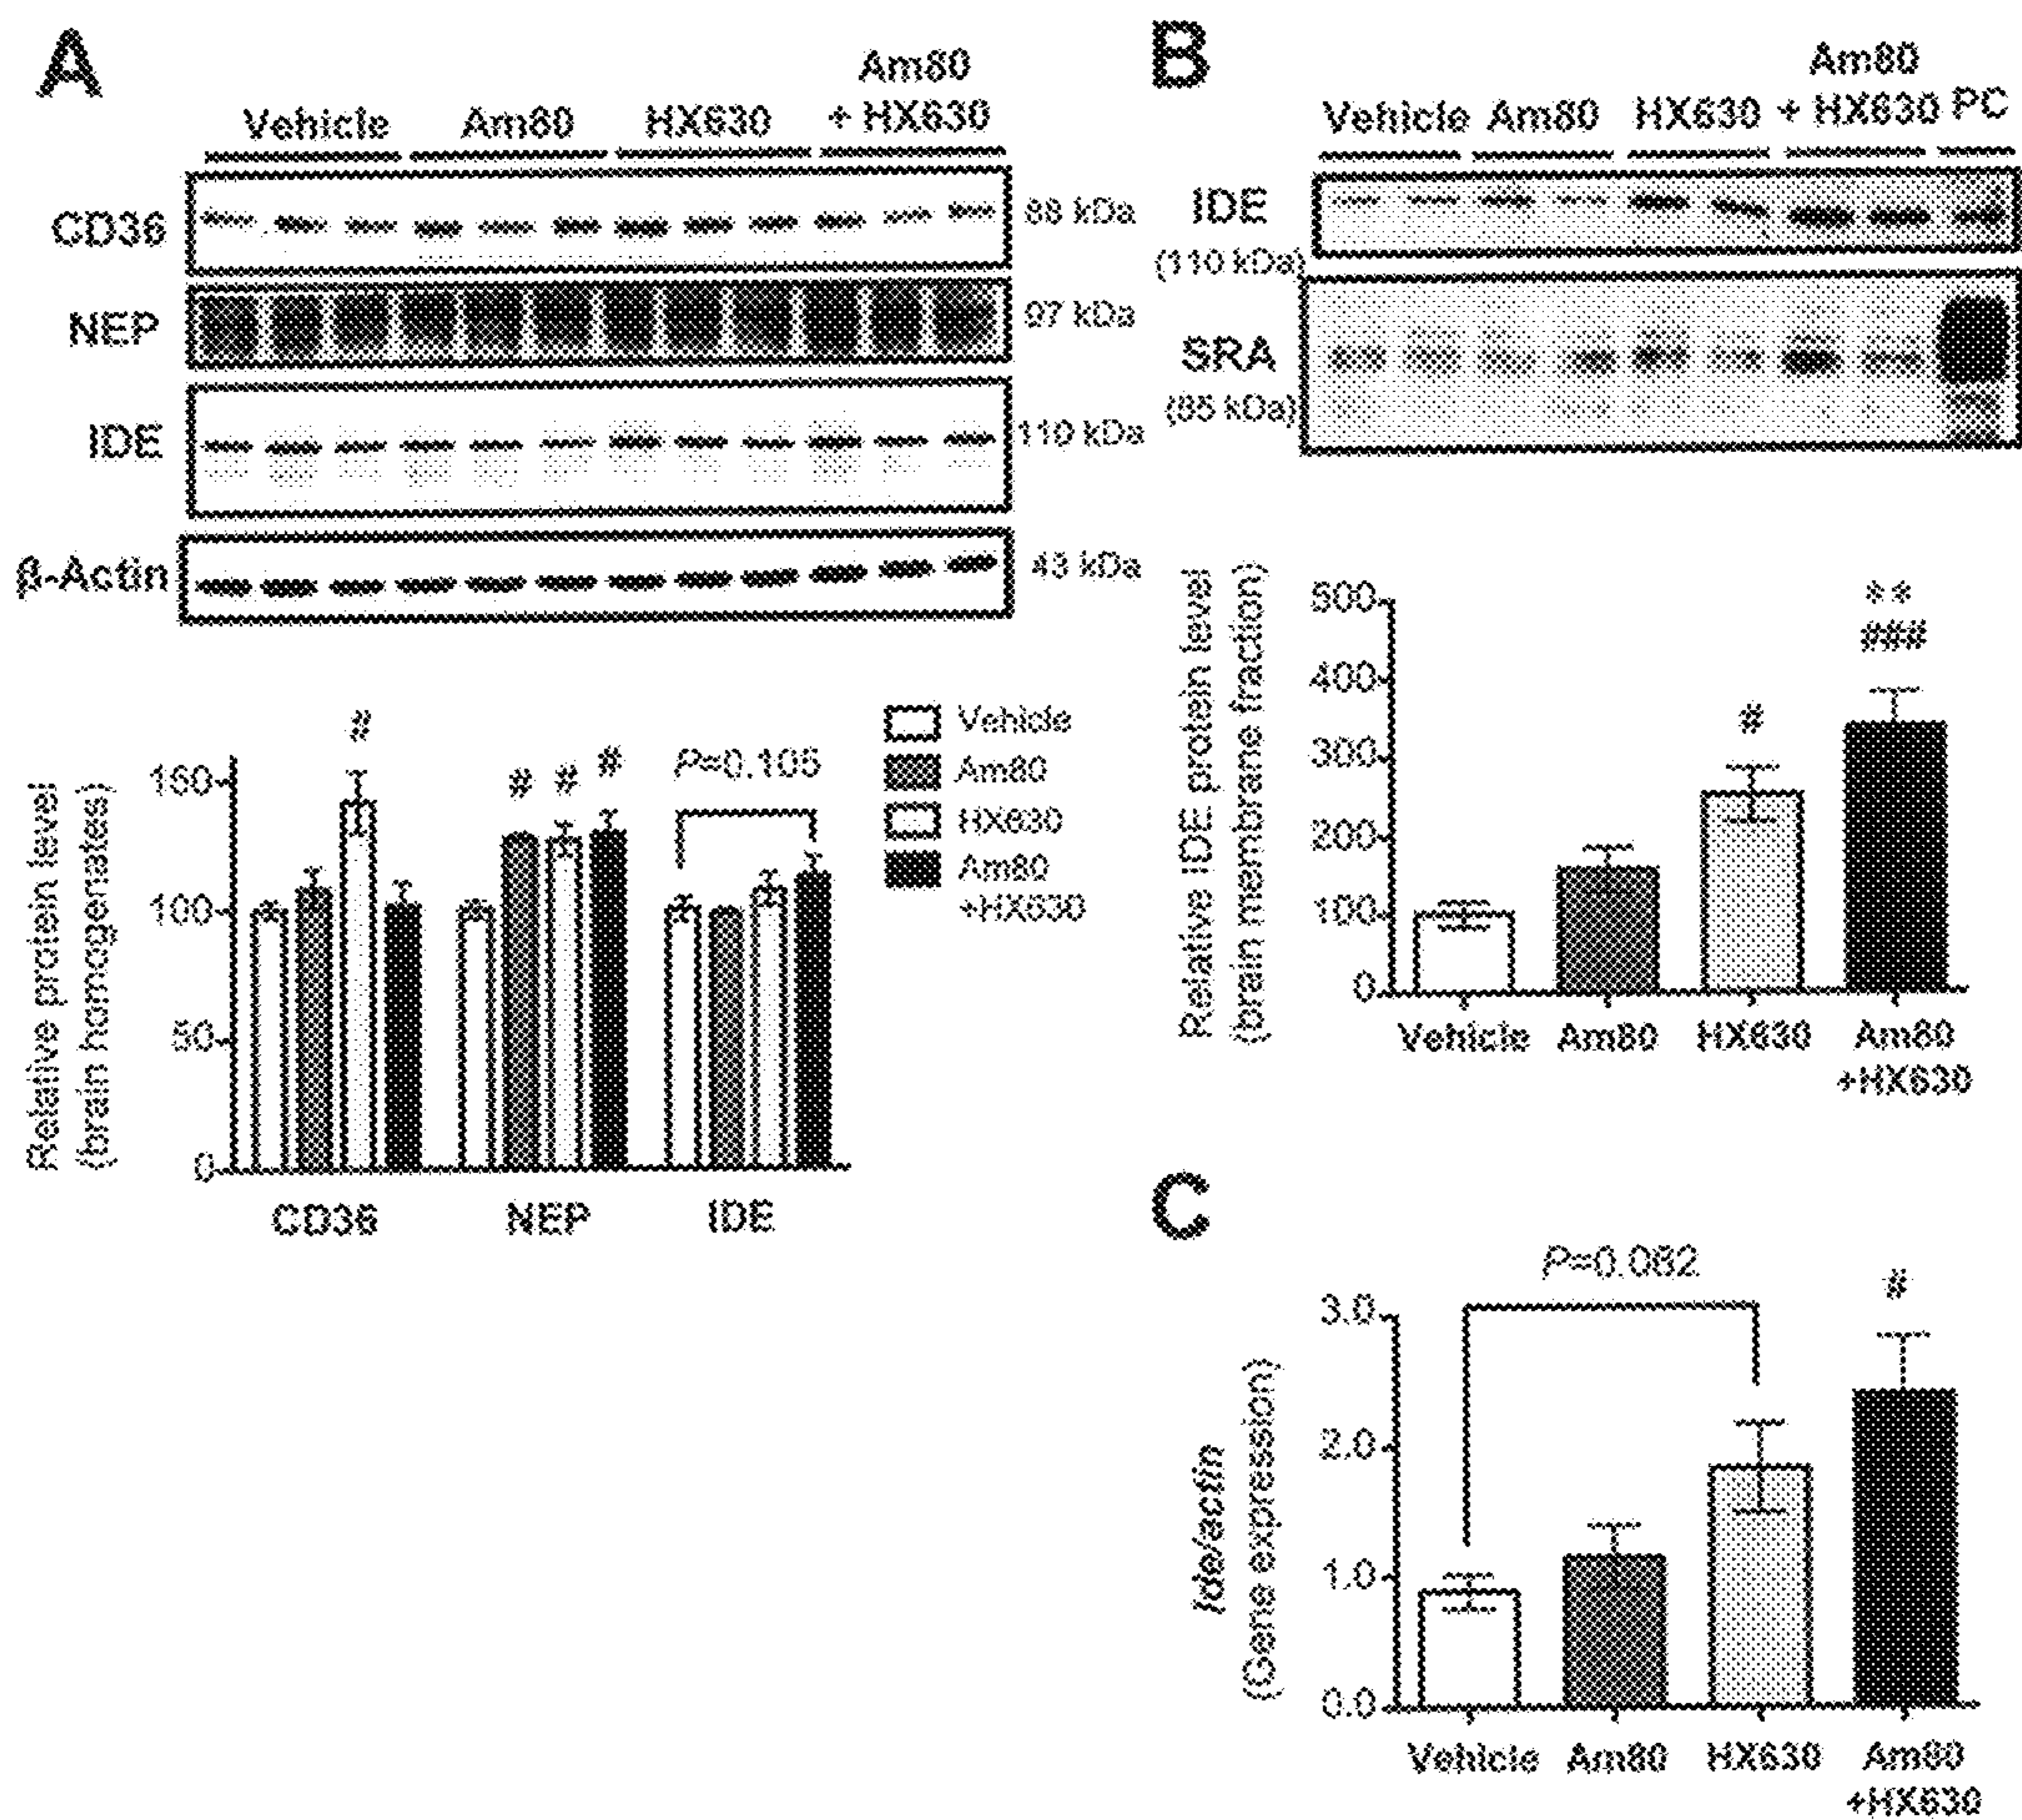 A
Vehicle
Am80
HX630
Am80
+ HX630
CD36
88 kDa
NEP
97 kDa
IDE
110 kDa
β-Actin
43 kDa
Relative protein level
(brain homogenates)
150
100
50
0
#
#
#
#
P=0.105
CD36
NEP
IDE
Vehicle
Am80
HX630
Am80
+HX630
B
Vehicle
Am80
HX630
Am80
+ HX630
PC
IDE
(110 kDa)
SRA
(85 kDa)
Relative IDE protein level
(brain membrane fraction)
500
400
300
200
100
0
#
**
###
Vehicle
Am80
HX630
Am80
+HX630
C
Ide/actin
(Gene expression)
3.0
2.0
1.0
0.0
P=0.082
#
Vehicle
Am80
HX630
Am80
+HX630